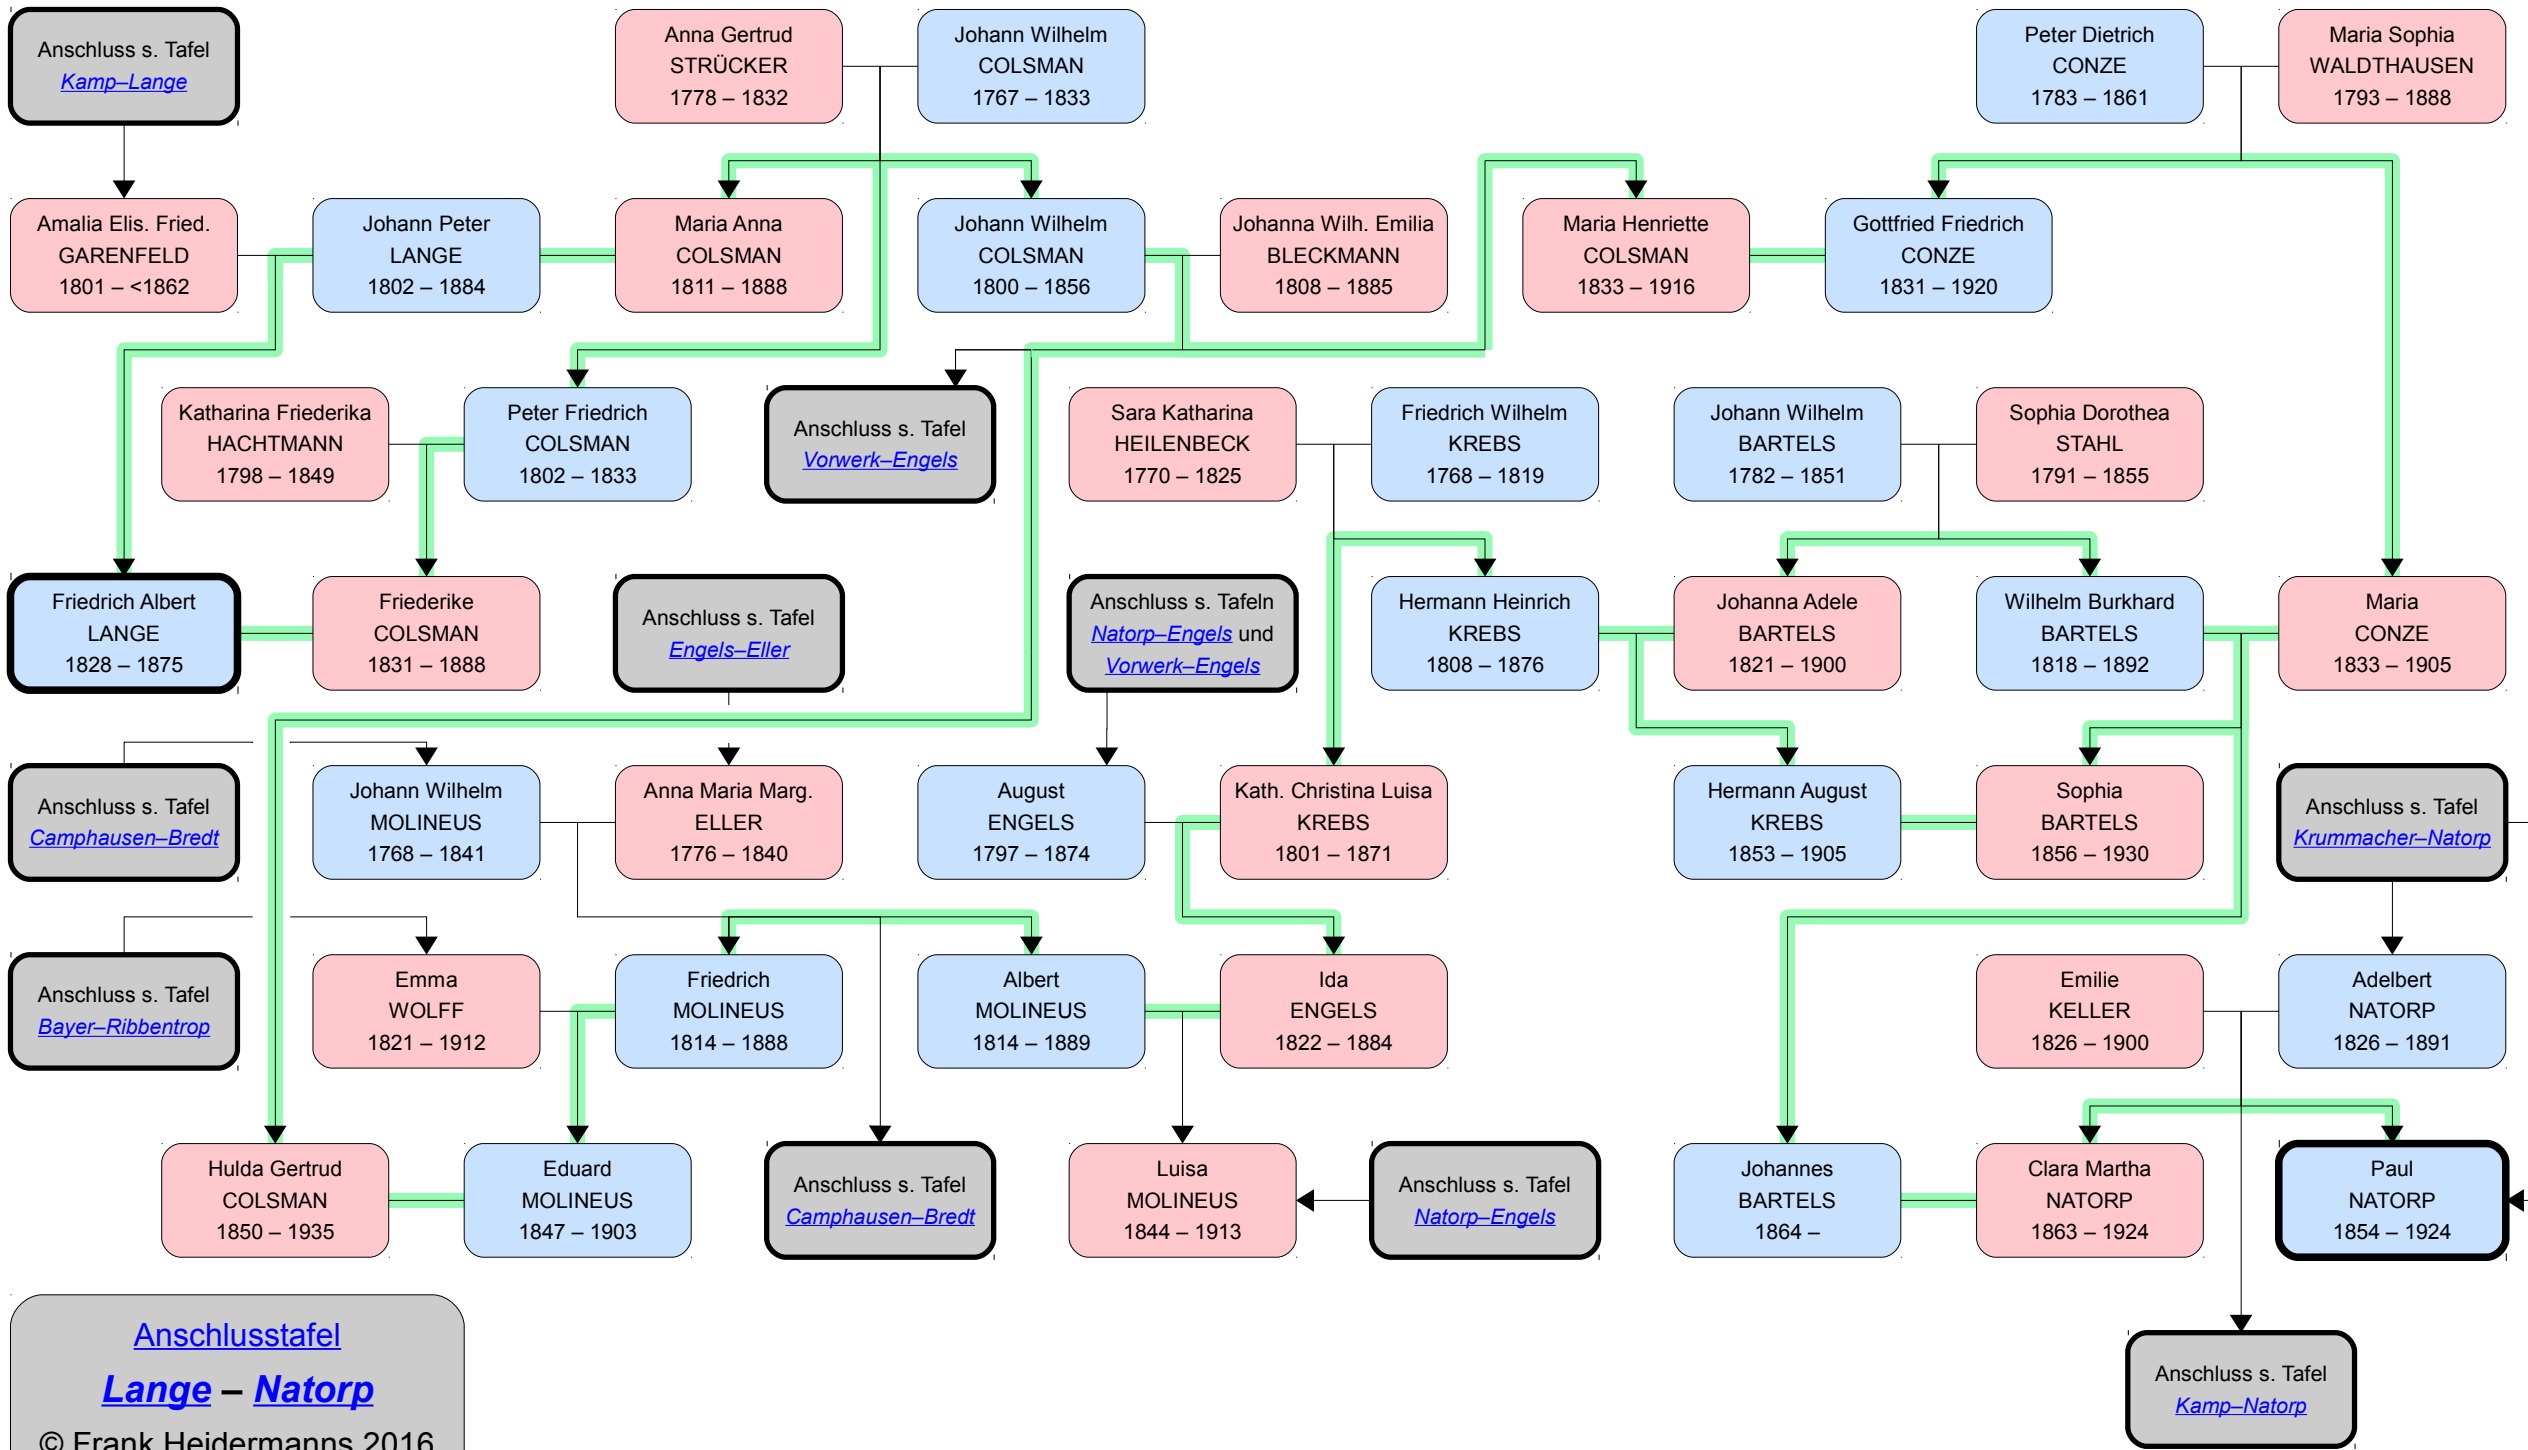 Anschluss s. Tafel
Kamp–Lange
Anna Gertrud
STRÜCKER
1778 – 1832
Johann Wilhelm
COLSMAN
1767 – 1833
Peter Dietrich
CONZE
1783 – 1861
Maria Sophia
WALDTHAUSEN
1793 – 1888
Amalia Elis. Fried.
GARENFELD
1801 – <1862
Johann Peter
LANGE
1802 – 1884
Maria Anna
COLSMAN
1811 – 1888
Johann Wilhelm
COLSMAN
1800 – 1856
Johanna Wilh. Emilia
BLECKMANN
1808 – 1885
Maria Henriette
COLSMAN
1833 – 1916
Gottfried Friedrich
CONZE
1831 – 1920
Katharina Friederika
HACHTMANN
1798 – 1849
Peter Friedrich
COLSMAN
1802 – 1833
Anschluss s. Tafel
Vorwerk–Engels
Sara Katharina
HEILENBECK
1770 – 1825
Friedrich Wilhelm
KREBS
1768 – 1819
Johann Wilhelm
BARTELS
1782 – 1851
Sophia Dorothea
STAHL
1791 – 1855
Friedrich Albert
LANGE
1828 – 1875
Friederike
COLSMAN
1831 – 1888
Anschluss s. Tafel
Engels–Eller
Anschluss s. Tafeln
Natorp–Engels und
Vorwerk–Engels
Hermann Heinrich
KREBS
1808 – 1876
Johanna Adele
BARTELS
1821 – 1900
Wilhelm Burkhard
BARTELS
1818 – 1892
Maria
CONZE
1833 – 1905
Anschluss s. Tafel
Camphausen–Bredt
Johann Wilhelm
MOLINEUS
1768 – 1841
Anna Maria Marg.
ELLER
1776 – 1840
August
ENGELS
1797 – 1874
Kath. Christina Luisa
KREBS
1801 – 1871
Hermann August
KREBS
1853 – 1905
Sophia
BARTELS
1856 – 1930
Anschluss s. Tafel
Krummacher–Natorp
Anschluss s. Tafel
Bayer–Ribbentrop
Emma
WOLFF
1821 – 1912
Friedrich
MOLINEUS
1814 – 1888
Albert
MOLINEUS
1814 – 1889
Ida
ENGELS
1822 – 1884
Emilie
KELLER
1826 – 1900
Adelbert
NATORP
1826 – 1891
Hulda Gertrud
COLSMAN
1850 – 1935
Eduard
MOLINEUS
1847 – 1903
Anschluss s. Tafel
Camphausen–Bredt
Luisa
MOLINEUS
1844 – 1913
Anschluss s. Tafel
Natorp–Engels
Johannes
BARTELS
1864 –
Clara Martha
NATORP
1863 – 1924
Paul
NATORP
1854 – 1924
Anschlusstafel
Lange – Natorp
© Frank Heidermanns 2016
Anschluss s. Tafel
Kamp–Natorp